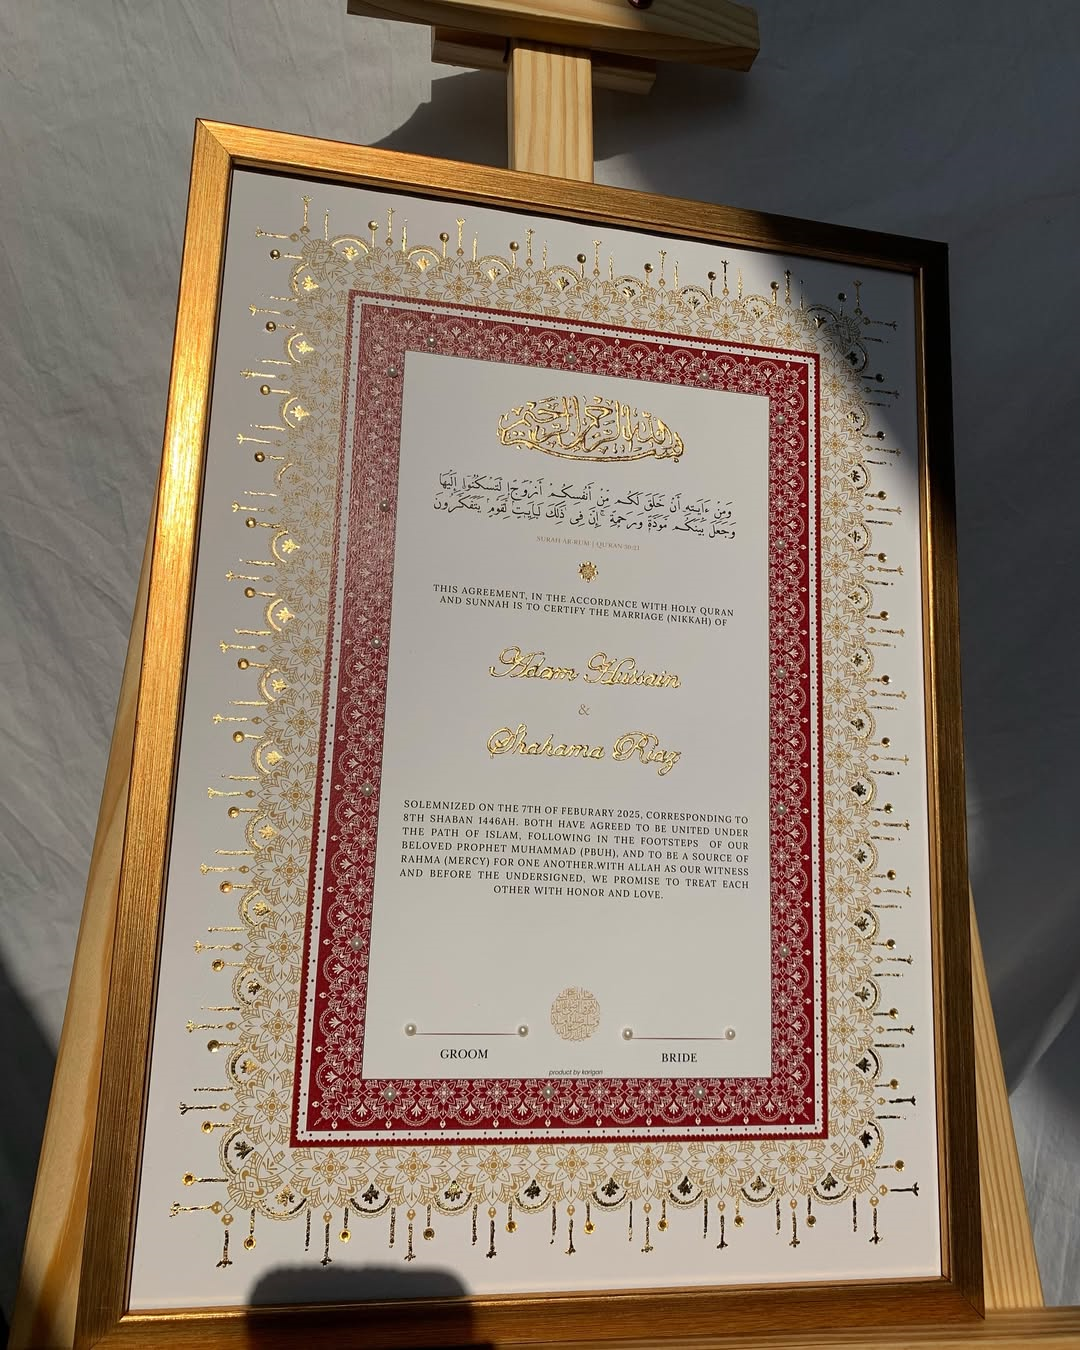 بسم الله الرحمن الرحيم
وَمِنْ ءَايَـٰتِهِۦٓ أَنْ خَلَقَ لَكُم مِّنْ أَنفُسِكُمْ أَزْوَٰجًا لِّتَسْكُنُوٓا۟ إِلَيْهَا
وَجَعَلَ بَيْنَكُم مَّوَدَّةً وَرَحْمَةً ۚ إِنَّ فِى ذَٰلِكَ لَـَٔايَـٰتٍ لِّقَوْمٍ يَتَفَكَّرُونَ
SURAH AR-RUM | QURAN 30:21
THIS AGREEMENT, IN THE ACCORDANCE WITH HOLY QURAN
AND SUNNAH IS TO CERTIFY THE MARRIAGE (NIKKAH) OF
Adam Hussain
&
Shahama Riaz
SOLEMNIZED ON THE 7TH OF FEBURARY 2025, CORRESPONDING TO
8TH SHABAN 1446AH. BOTH HAVE AGREED TO BE UNITED UNDER
THE PATH OF ISLAM, FOLLOWING IN THE FOOTSTEPS OF OUR
BELOVED PROPHET MUHAMMAD (PBUH), AND TO BE A SOURCE OF
RAHMA (MERCY) FOR ONE ANOTHER.WITH ALLAH AS OUR WITNESS
AND BEFORE THE UNDERSIGNED, WE PROMISE TO TREAT EACH
OTHER WITH HONOR AND LOVE.
GROOM
BRIDE
product by karigari